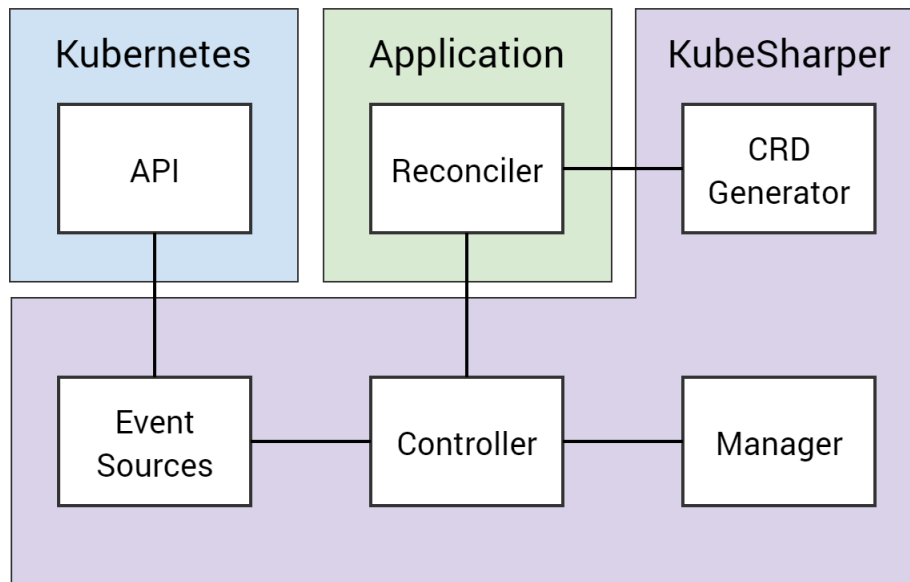 Kubernetes
Application
KubeSharper
API
Reconciler
CRD
Generator
Event
Sources
Controller
Manager